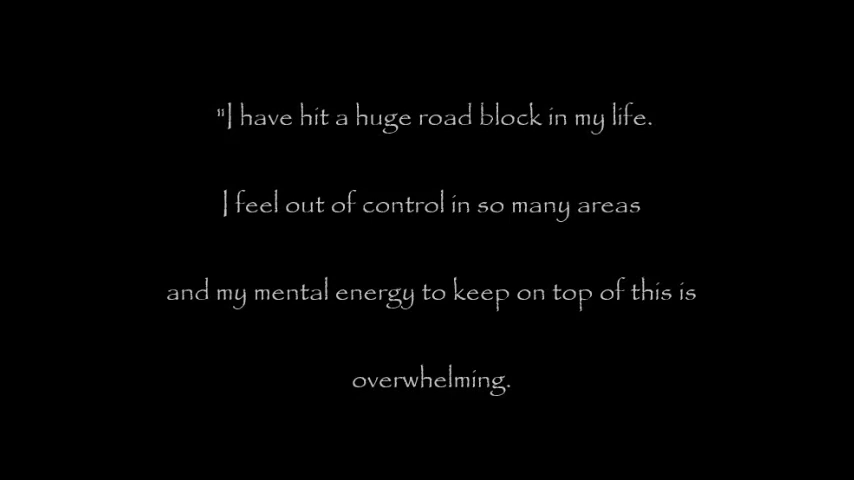 "I have hit a huge road block in my life.
I feel out of control in so many areas
and my mental energy to keep on top of this is
overwhelming.